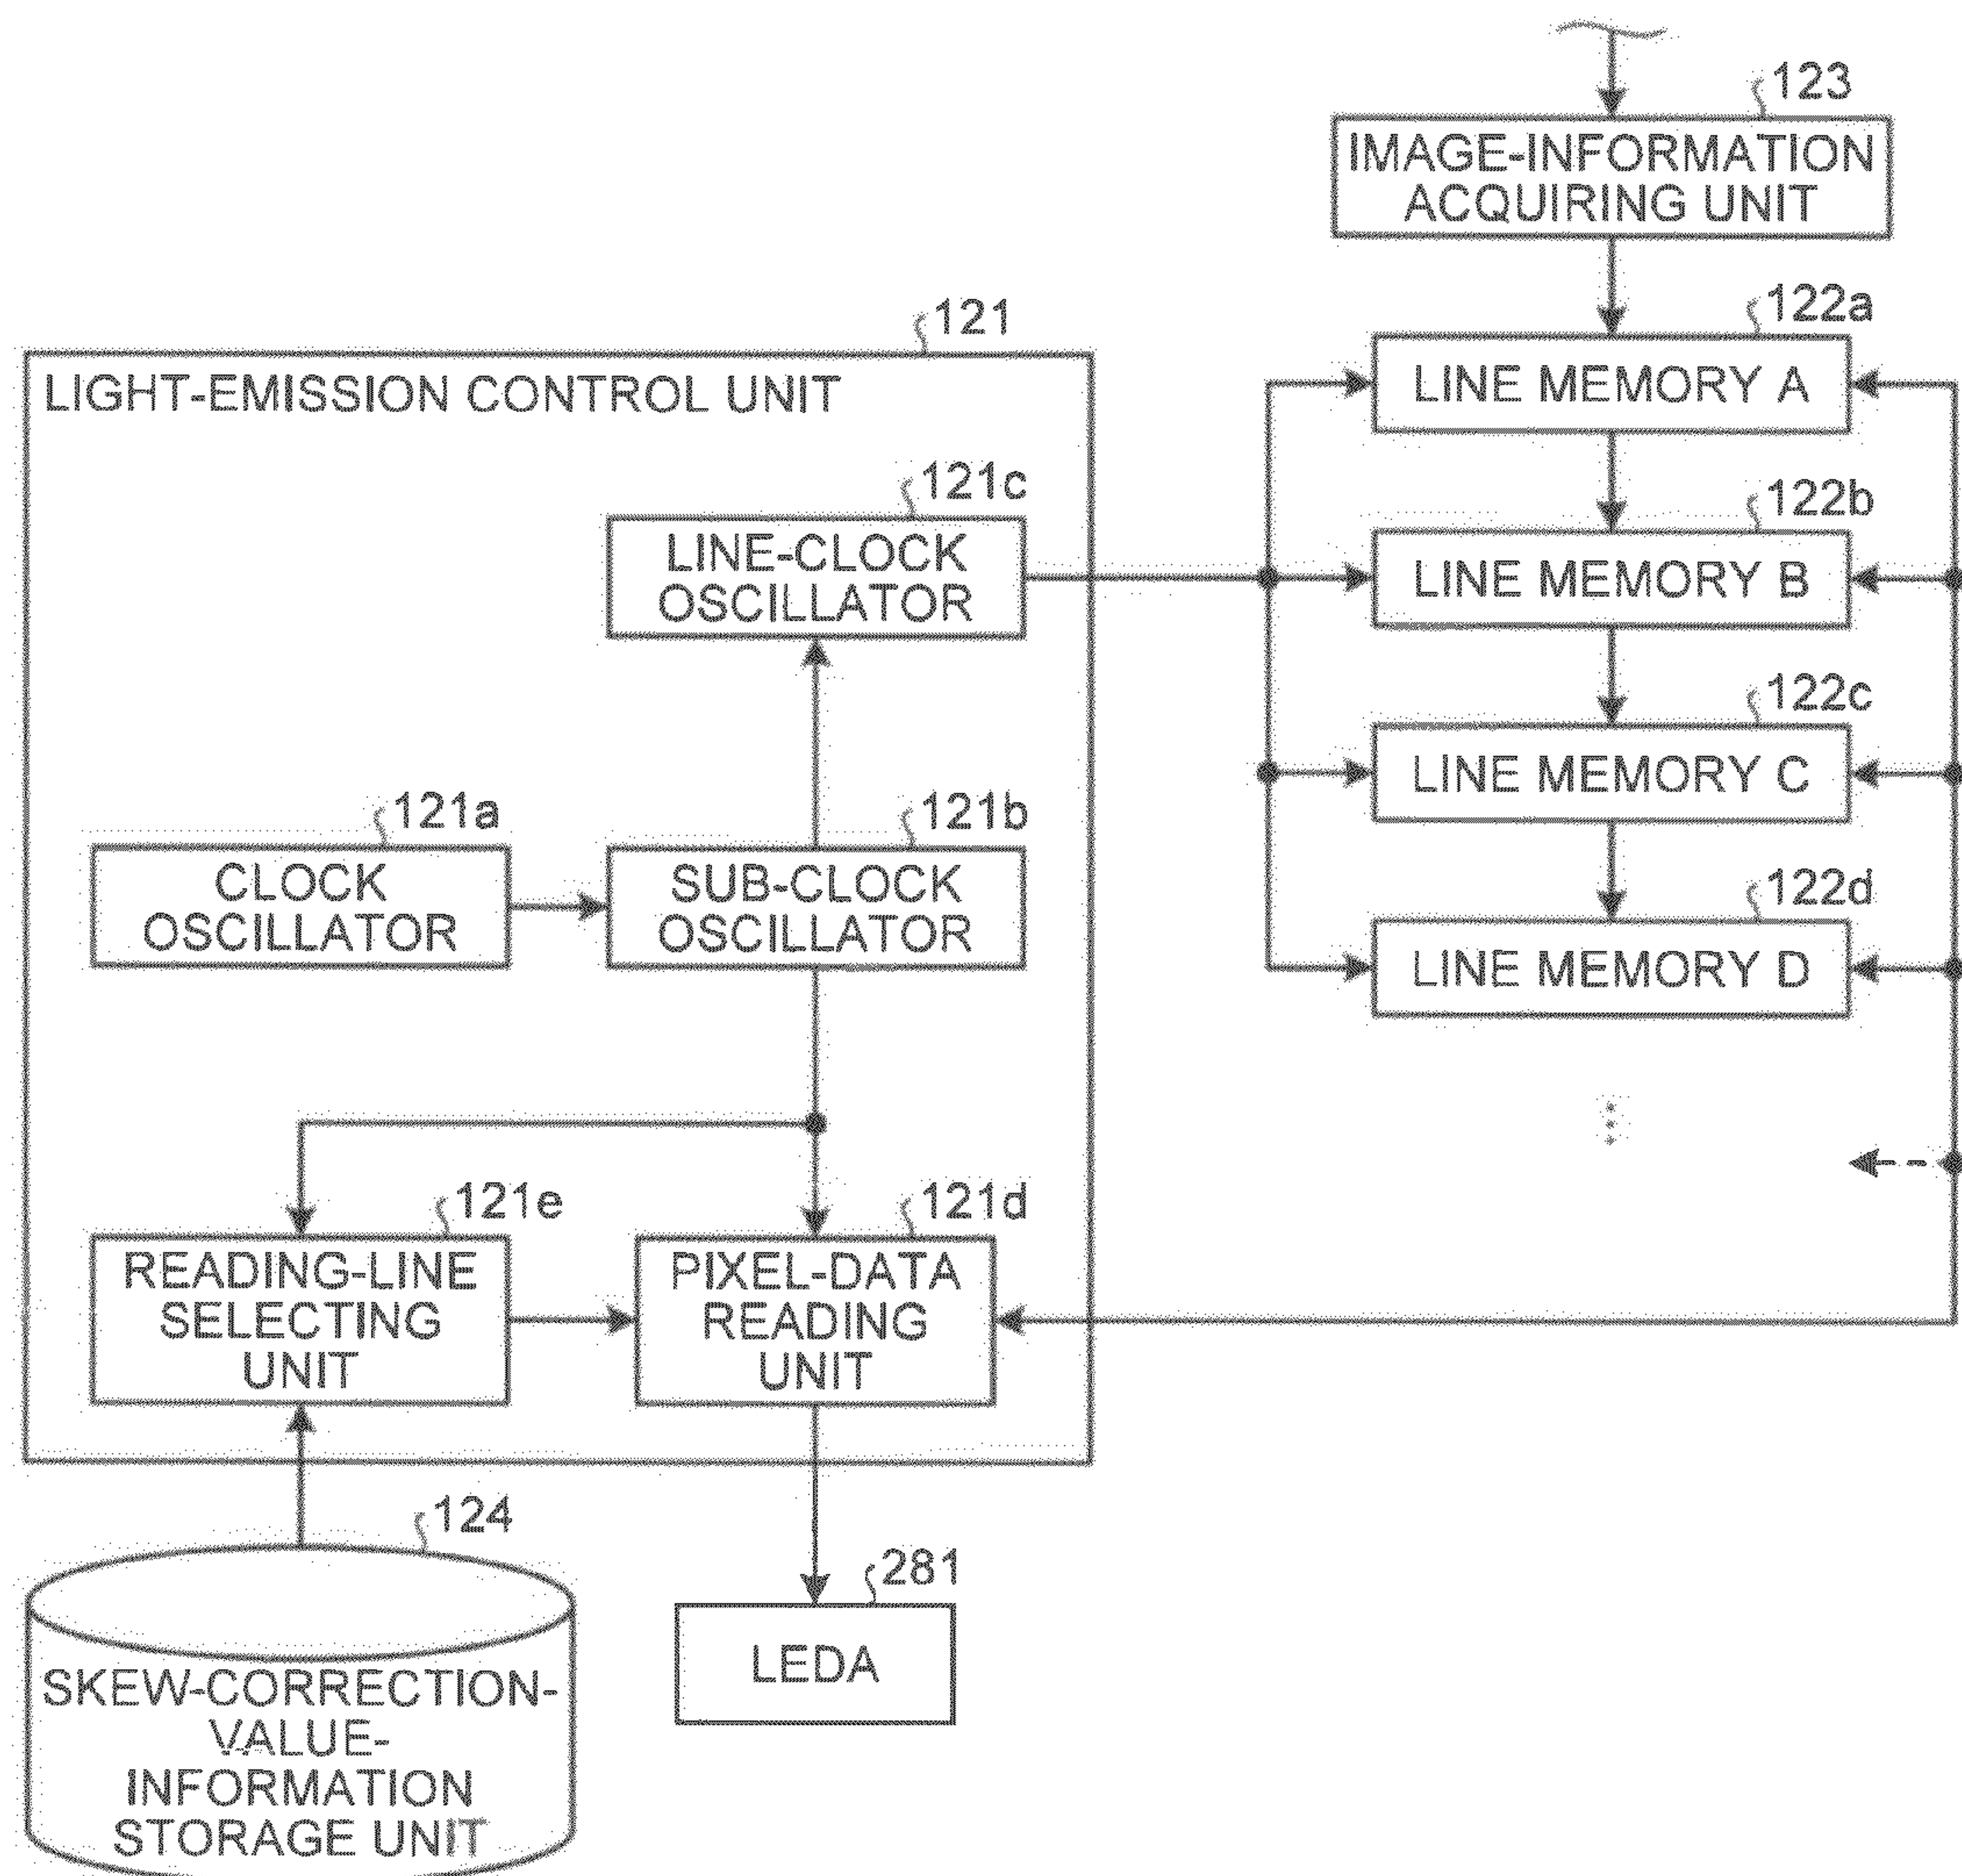 123
IMAGE-INFORMATION
ACQUIRING UNIT
121
122a
LIGHT-EMISSION CONTROL UNIT
LINE MEMORY A
121c
122b
LINE-CLOCK
OSCILLATOR
LINE MEMORY B
122c
LINE MEMORY C
121a
121b
CLOCK
OSCILLATOR
SUB-CLOCK
OSCILLATOR
122d
LINE MEMORY D
121e
121d
READING-LINE
SELECTING
UNIT
PIXEL-DATA
READING
UNIT
124
281
LEDA
SKEW-CORRECTION-
VALUE-
INFORMATION
STORAGE UNIT